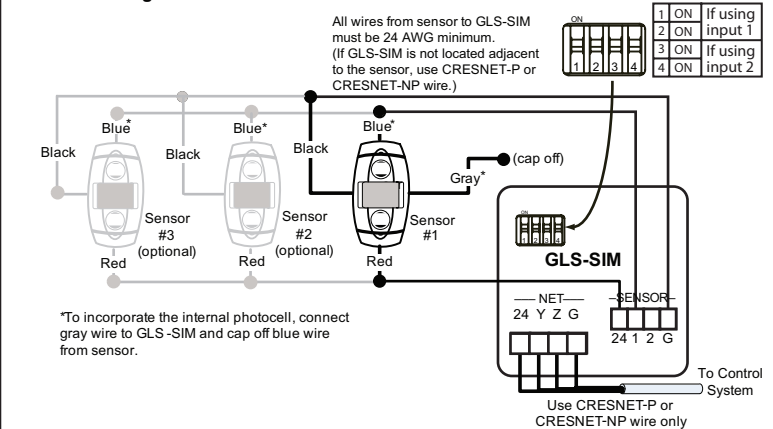 All wires from sensor to GLS-SIM
must be 24 AWG minimum.
(If GLS-SIM is not located adjacent
to the sensor, use CRESNET-P or
CRESNET-NP wire.)
ON
1 2 3 4
1 ON If using
2 ON input 1
3 ON If using
4 ON input 2
Blue* Blue* Blue*
Black Black Black
(cap off)
Gray*
Sensor
#3
(optional)
Sensor
#2
(optional)
Sensor
#1
Red Red Red
ON
1 2 3 4
GLS-SIM
NET
24 Y Z G
SENSOR
24 1 2 G
*To incorporate the internal photocell, connect
gray wire to GLS -SIM and cap off blue wire
from sensor.
To Control
System
Use CRESNET-P or
CRESNET-NP wire only